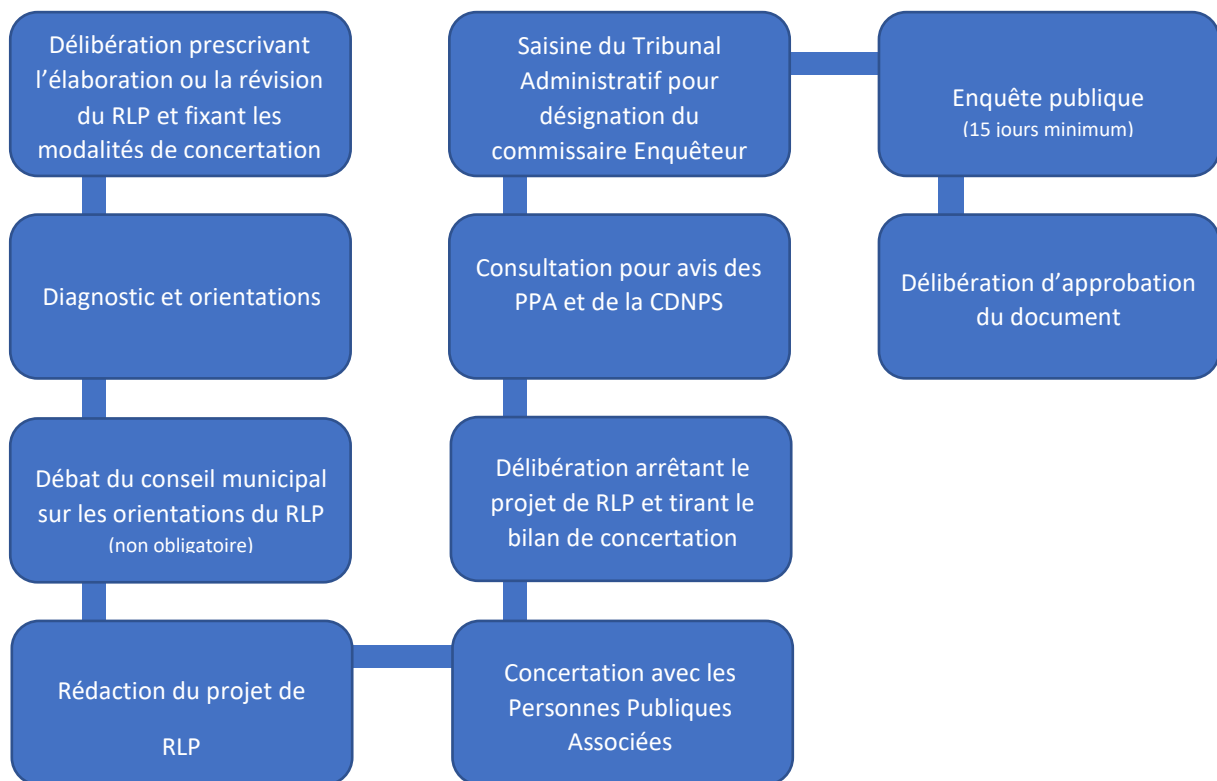 Délibération prescrivant
l'élaboration ou la révision
du RLP et fixant les
modalités de concertation
Diagnostic et orientations
Débat du conseil municipal
sur les orientations du RLP
(non obligatoire)
Rédaction du projet de
RLP
Concertation avec les
Personnes Publiques
Associées
Délibération arrêtant le
projet de RLP et tirant le
bilan de concertation
Consultation pour avis des
PPA et de la CDNPS
Saisine du Tribunal
Administratif pour
désignation du
commissaire Enquêteur
Enquête publique
(15 jours minimum)
Délibération d'approbation
du document